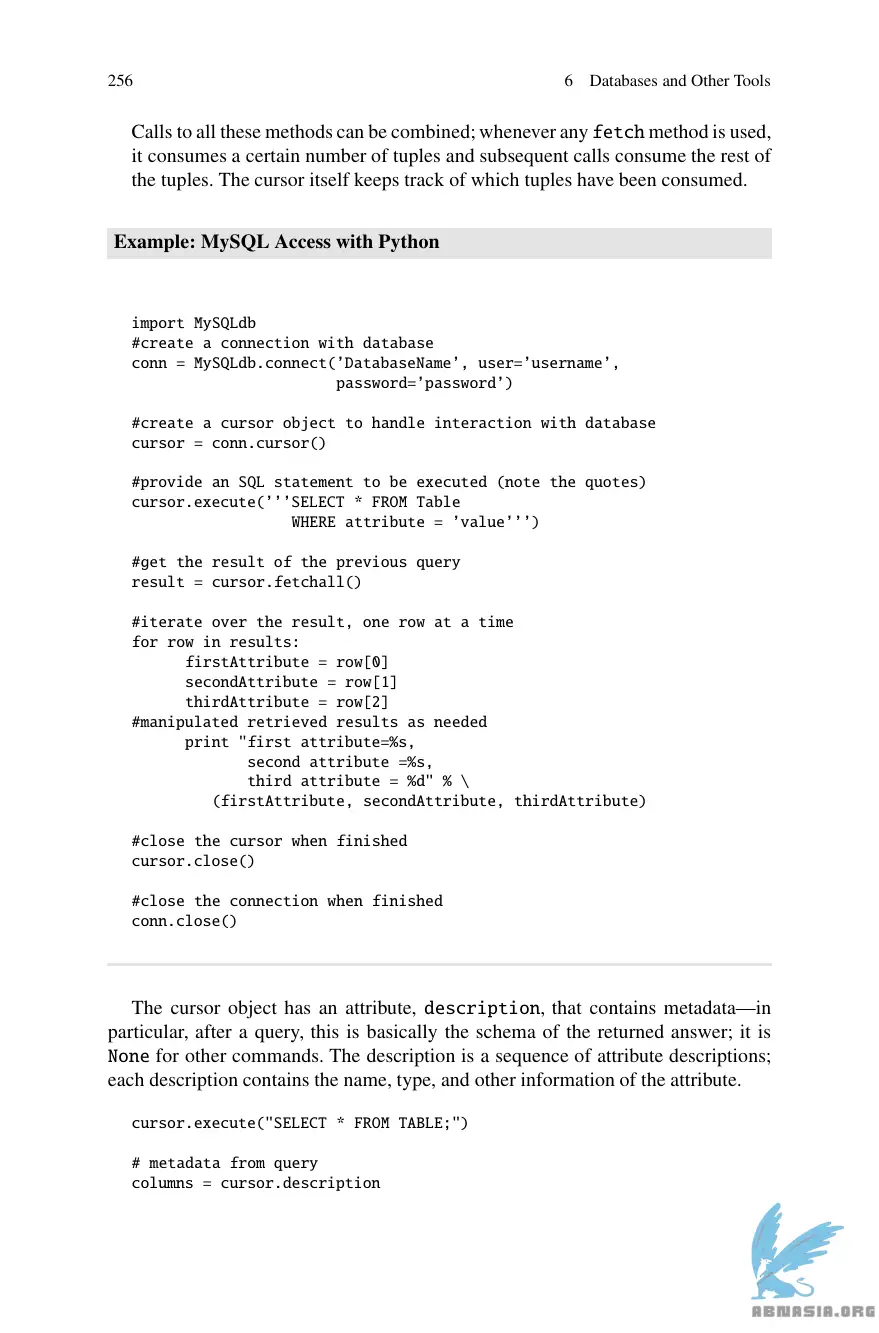 256 6 Databases and Other Tools
Calls to all these methods can be combined; whenever any fetch method is used,
it consumes a certain number of tuples and subsequent calls consume the rest of
the tuples. The cursor itself keeps track of which tuples have been consumed.
Example: MySQL Access with Python
import MySQLdb
#create a connection with database
conn = MySQLdb.connect(’DatabaseName’, user=’username’,
                       password=’password’)
#create a cursor object to handle interaction with database
cursor = conn.cursor()
#provide an SQL statement to be executed (note the quotes)
cursor.execute(’’’SELECT * FROM Table
                  WHERE attribute = ’value’’’)
#get the result of the previous query
result = cursor.fetchall()
#iterate over the result, one row at a time
for row in results:
      firstAttribute = row[0]
      secondAttribute = row[1]
      thirdAttribute = row[2]
#manipulated retrieved results as needed
      print "first attribute=%s,
             second attribute =%s,
             third attribute = %d" % \
         (firstAttribute, secondAttribute, thirdAttribute)
#close the cursor when finished
cursor.close()
#close the connection when finished
conn.close()
The cursor object has an attribute, description, that contains metadata—in
particular, after a query, this is basically the schema of the returned answer; it is
None for other commands. The description is a sequence of attribute descriptions;
each description contains the name, type, and other information of the attribute.
cursor.execute("SELECT * FROM TABLE;")
# metadata from query
columns = cursor.description
ABNASIA.ORG